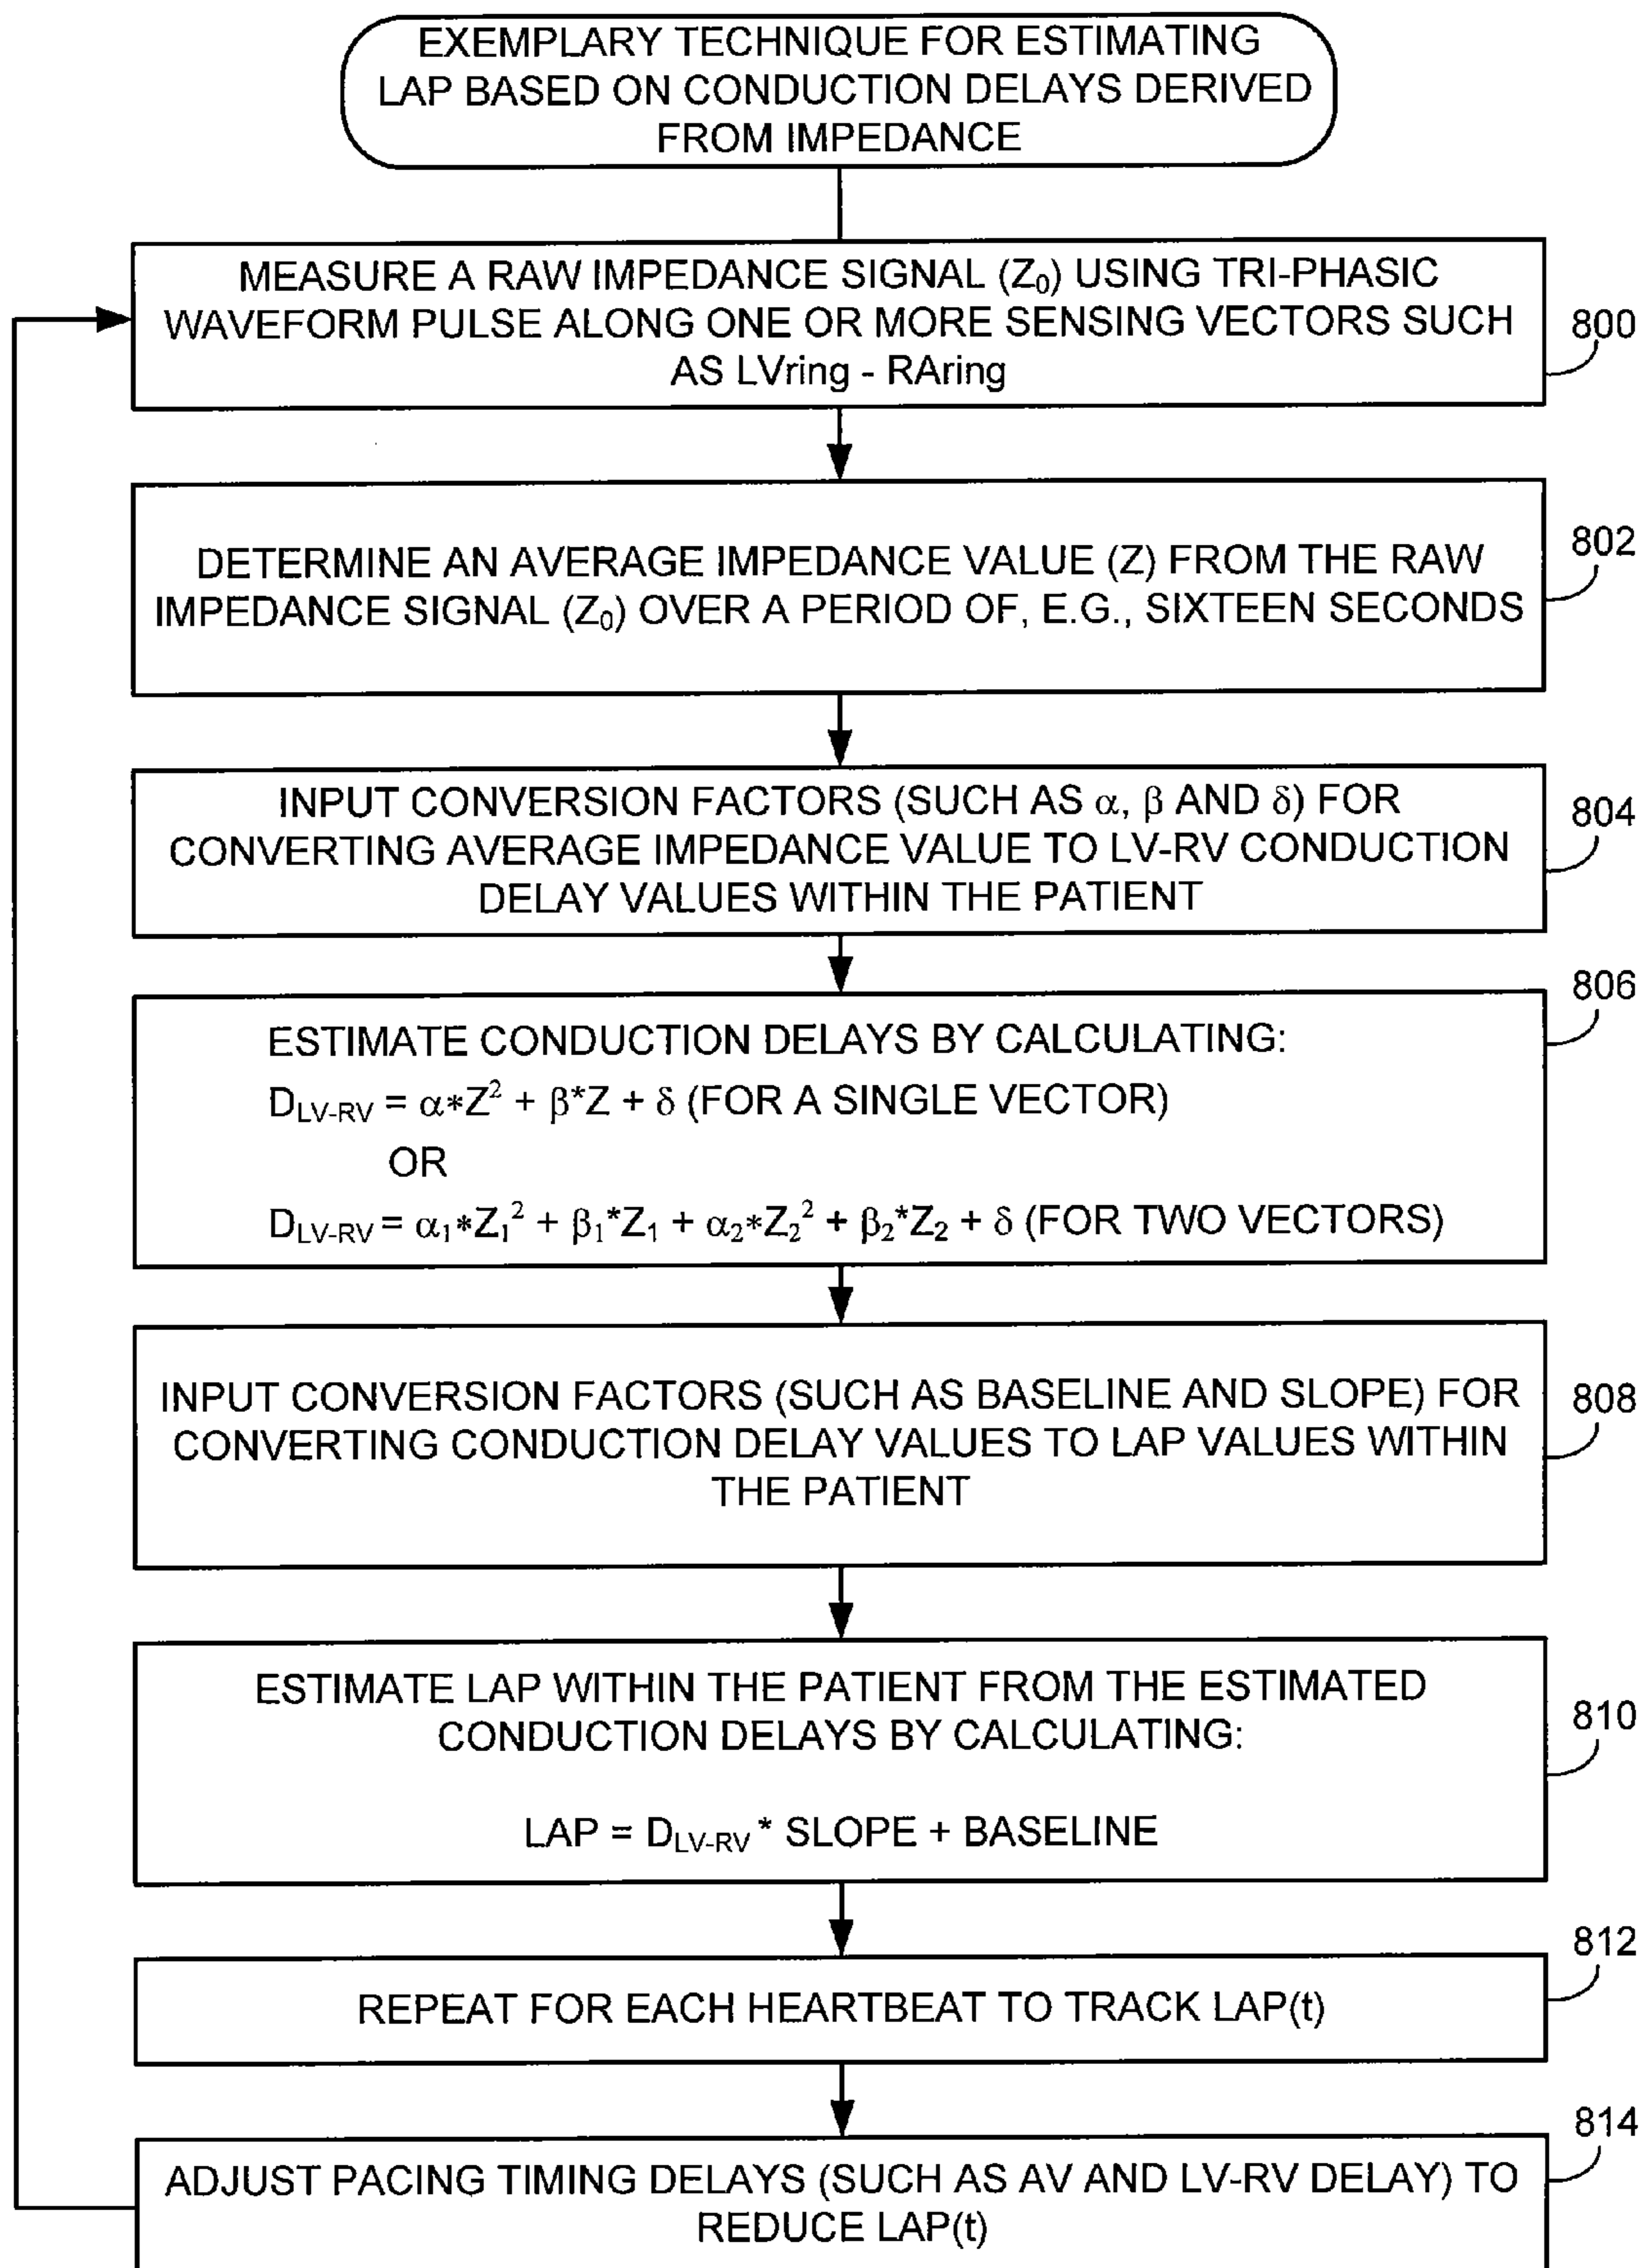 EXEMPLARY TECHNIQUE FOR ESTIMATING
LAP BASED ON CONDUCTION DELAYS DERIVED
FROM IMPEDANCE
MEASURE A RAW IMPEDANCE SIGNAL (Z₀) USING TRI-PHASIC
WAVEFORM PULSE ALONG ONE OR MORE SENSING VECTORS SUCH
AS LVring - RAring
800
DETERMINE AN AVERAGE IMPEDANCE VALUE (Z) FROM THE RAW
IMPEDANCE SIGNAL (Z₀) OVER A PERIOD OF, E.G., SIXTEEN SECONDS
802
INPUT CONVERSION FACTORS (SUCH AS α, β AND δ) FOR
CONVERTING AVERAGE IMPEDANCE VALUE TO LV-RV CONDUCTION
DELAY VALUES WITHIN THE PATIENT
804
ESTIMATE CONDUCTION DELAYS BY CALCULATING:
D_LV-RV = α*Z² + β*Z + δ (FOR A SINGLE VECTOR)
OR
D_LV-RV = α₁*Z₁² + β₁*Z₁ + α₂*Z₂² + β₂*Z₂ + δ (FOR TWO VECTORS)
806
INPUT CONVERSION FACTORS (SUCH AS BASELINE AND SLOPE) FOR
CONVERTING CONDUCTION DELAY VALUES TO LAP VALUES WITHIN
THE PATIENT
808
ESTIMATE LAP WITHIN THE PATIENT FROM THE ESTIMATED
CONDUCTION DELAYS BY CALCULATING:
LAP = D_LV-RV * SLOPE + BASELINE
810
REPEAT FOR EACH HEARTBEAT TO TRACK LAP(t)
812
ADJUST PACING TIMING DELAYS (SUCH AS AV AND LV-RV DELAY) TO
REDUCE LAP(t)
814